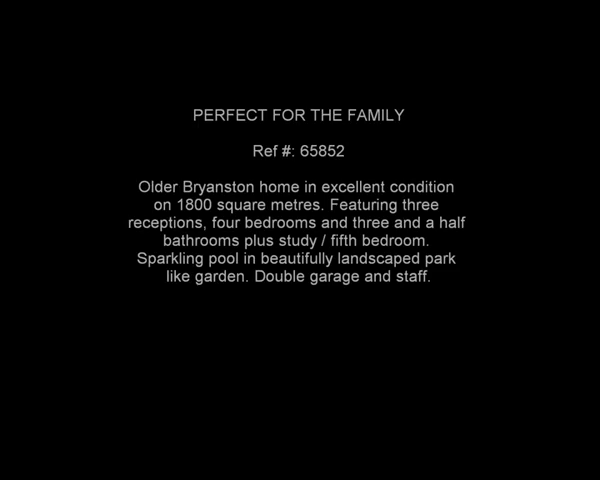 PERFECT FOR THE FAMILY
Ref #: 65852
Older Bryanston home in excellent condition
on 1800 square metres. Featuring three
receptions, four bedrooms and three and a half
bathrooms plus study / fifth bedroom.
Sparkling pool in beautifully landscaped park
like garden. Double garage and staff.